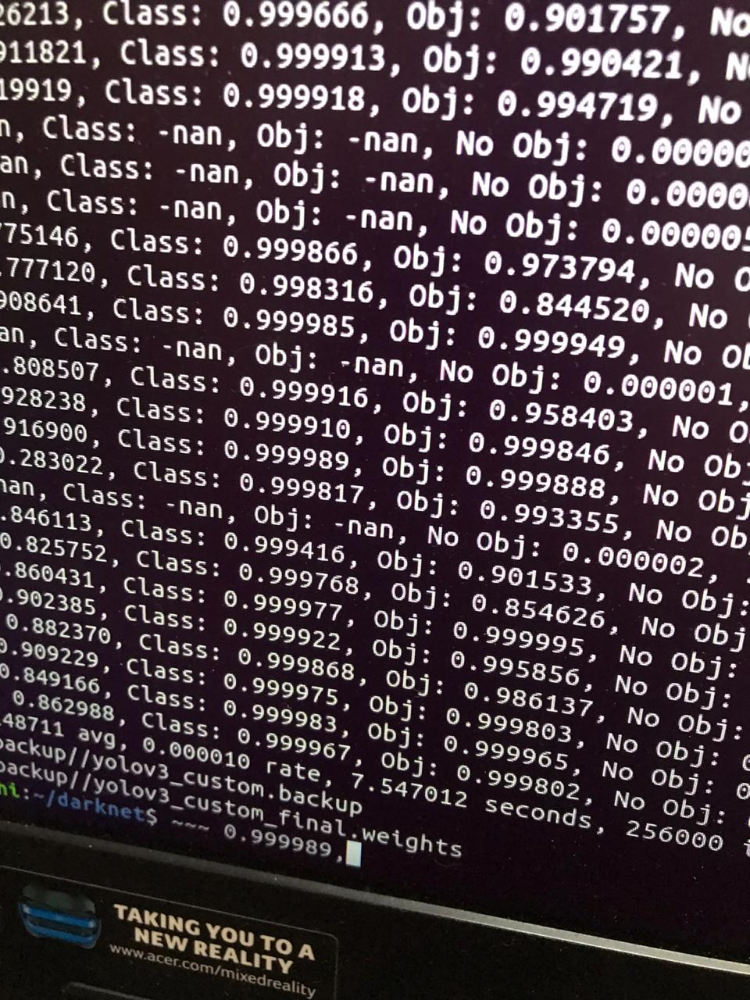 26213, Class: 0.999666, Obj: 0.901757, No
911821, Class: 0.999913, Obj: 0.990421, N
19919, Class: 0.999918, Obj: 0.994719, No
n, Class: -nan, Obj: -nan, No Obj: 0.00000
an, Class: -nan, Obj: -nan, No Obj: 0.0000
n, Class: -nan, Obj: -nan, No Obj: 0.000005
775146, Class: 0.999866, Obj: 0.973794, No O
.777120, Class: 0.998316, Obj: 0.844520, No
908641, Class: 0.999985, Obj: 0.999949, No Ob
an, Class: -nan, Obj: -nan, No Obj: 0.000001,
.808507, Class: 0.999916, Obj: 0.958403, No O
928238, Class: 0.999910, Obj: 0.999846, No Ob
916900, Class: 0.999989, Obj: 0.999888, No Obj
0.283022, Class: 0.999817, Obj: 0.993355, No Ob
nan, Class: -nan, Obj: -nan, No Obj: 0.000002,
.846113, Class: 0.999416, Obj: 0.901533, No Obj:
0.825752, Class: 0.999768, Obj: 0.854626, No Obj
.860431, Class: 0.999977, Obj: 0.999995, No Obj:
0.902385, Class: 0.999922, Obj: 0.995856, No Obj:
0.882370, Class: 0.999868, Obj: 0.986137, No Obj:
0.909229, Class: 0.999975, Obj: 0.999803, No Obj: 0
0.849166, Class: 0.999983, Obj: 0.999965, No Obj: 0
0.862988, Class: 0.999967, Obj: 0.999802, No Obj:
48711 avg, 0.000010 rate, 7.547012 seconds, 256000 i
backup//yolov3_custom.backup
backup//yolov3_custom_final.weights
hi:~/darknet$ ~~~ 0.999989,
TAKING YOU TO A
NEW REALITY
www.acer.com/mixedreality